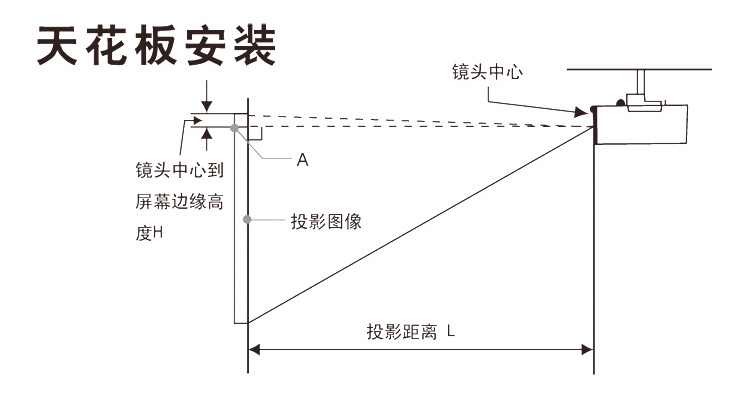 天花板安装
镜头中心
A
镜头中心到
屏幕边缘高
度H
投影图像
投影距离 L